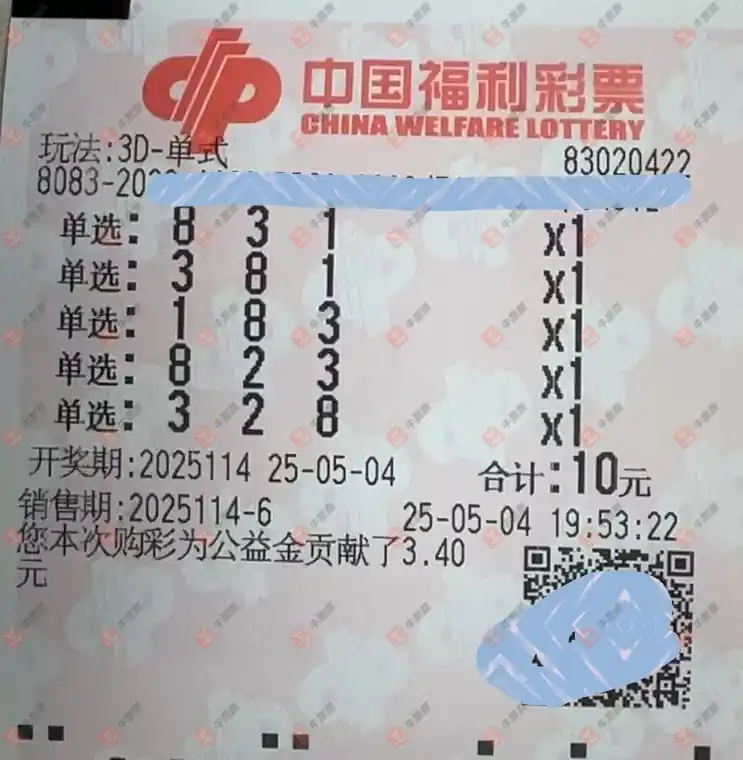 中国福利彩票
CHINA WELFARE LOTTERY
玩法:3D-单式 83020422
8083-20
单选: 8 3 1 x1
单选: 3 8 1 x1
单选: 1 8 3 x1
单选: 8 2 3 x1
单选: 3 2 8 x1
开奖期:2025114 25-05-04 合计:10元
销售期:2025114-6 25-05-04 19:53:22
您本次购彩为公益金贡献了3.40
元